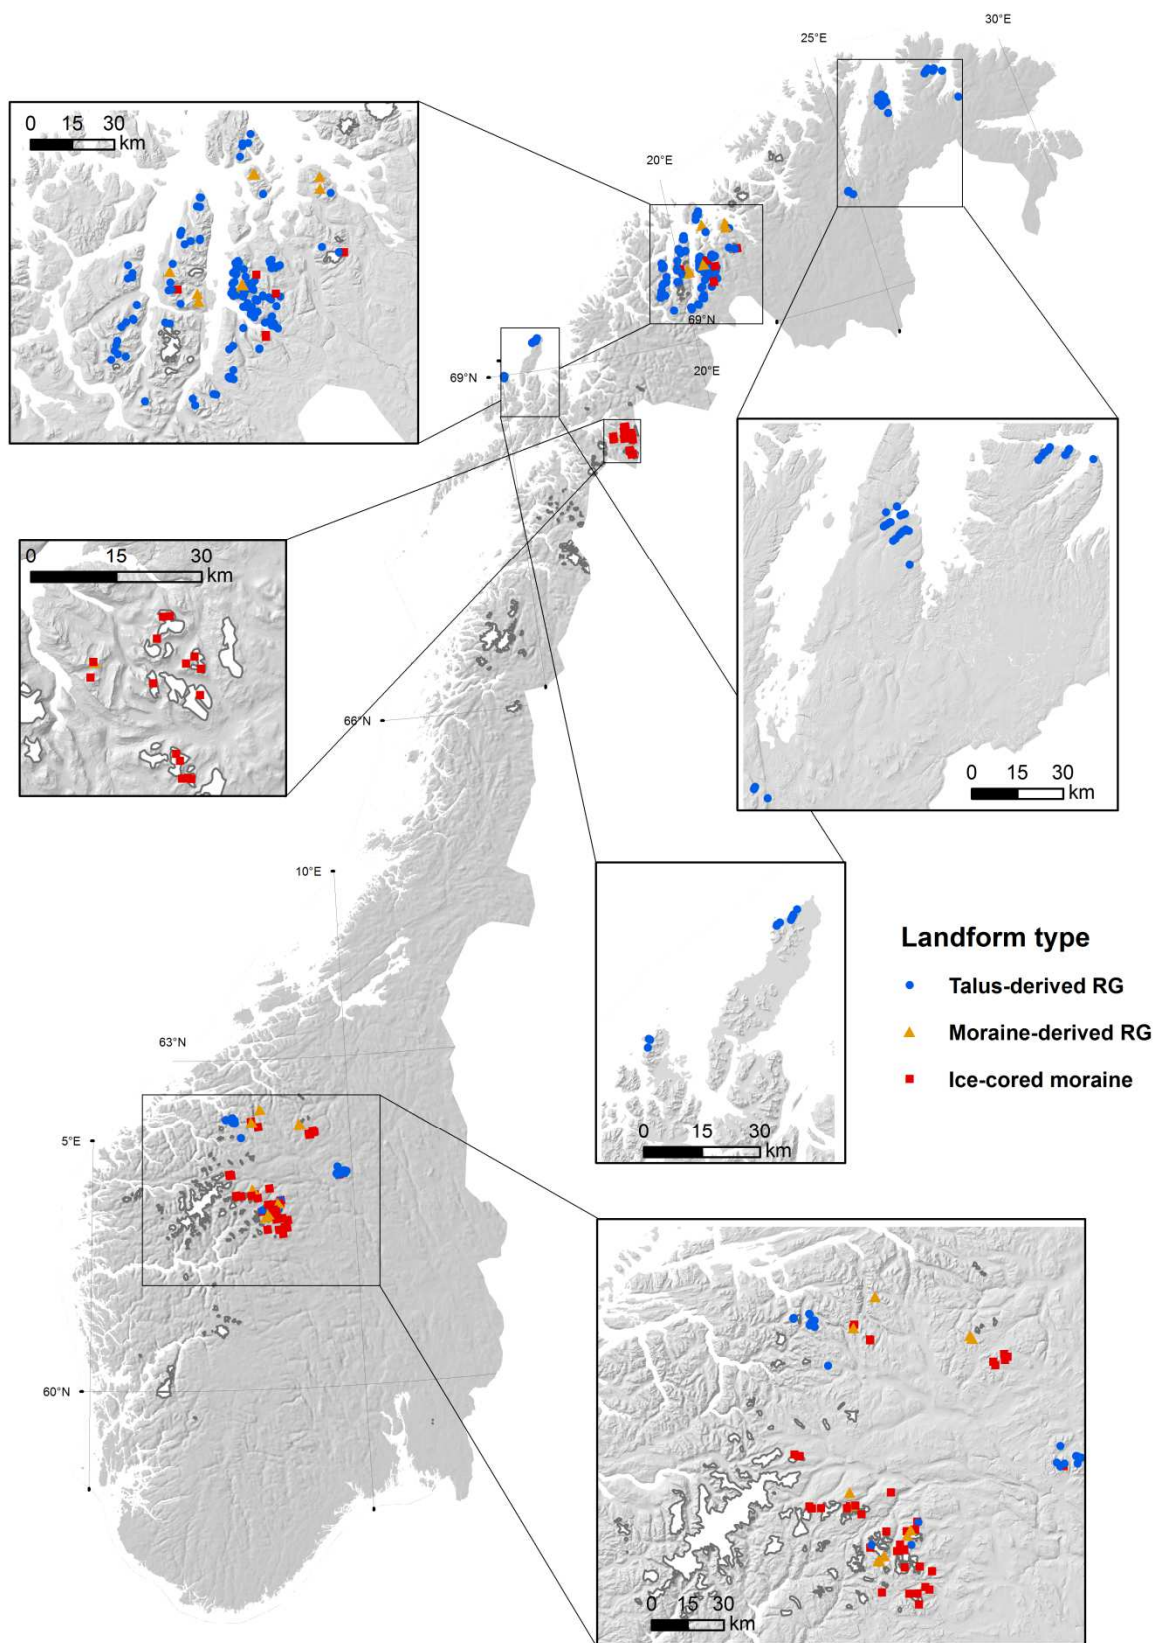 30°E
25°E
0 15 30
km
20°E
69°N
20°E
69°N
0 15 30
km
66°N
0 15 30
km
10°E
Landform type
Talus-derived RG
Moraine-derived RG
Ice-cored moraine
63°N
0 15 30
km
5°E
60°N
0 15 30
km